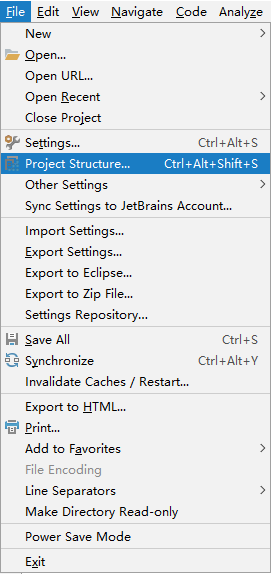 File Edit View Navigate Code Analyze
New
Open...
Open URL...
Open Recent
Close Project
Settings... Ctrl+Alt+S
Project Structure... Ctrl+Alt+Shift+S
Other Settings
Sync Settings to JetBrains Account...
Import Settings...
Export Settings...
Export to Eclipse...
Export to Zip File...
Settings Repository...
Save All Ctrl+S
Synchronize Ctrl+Alt+Y
Invalidate Caches / Restart...
Export to HTML...
Print...
Add to Favorites
File Encoding
Line Separators
Make Directory Read-only
Power Save Mode
Exit